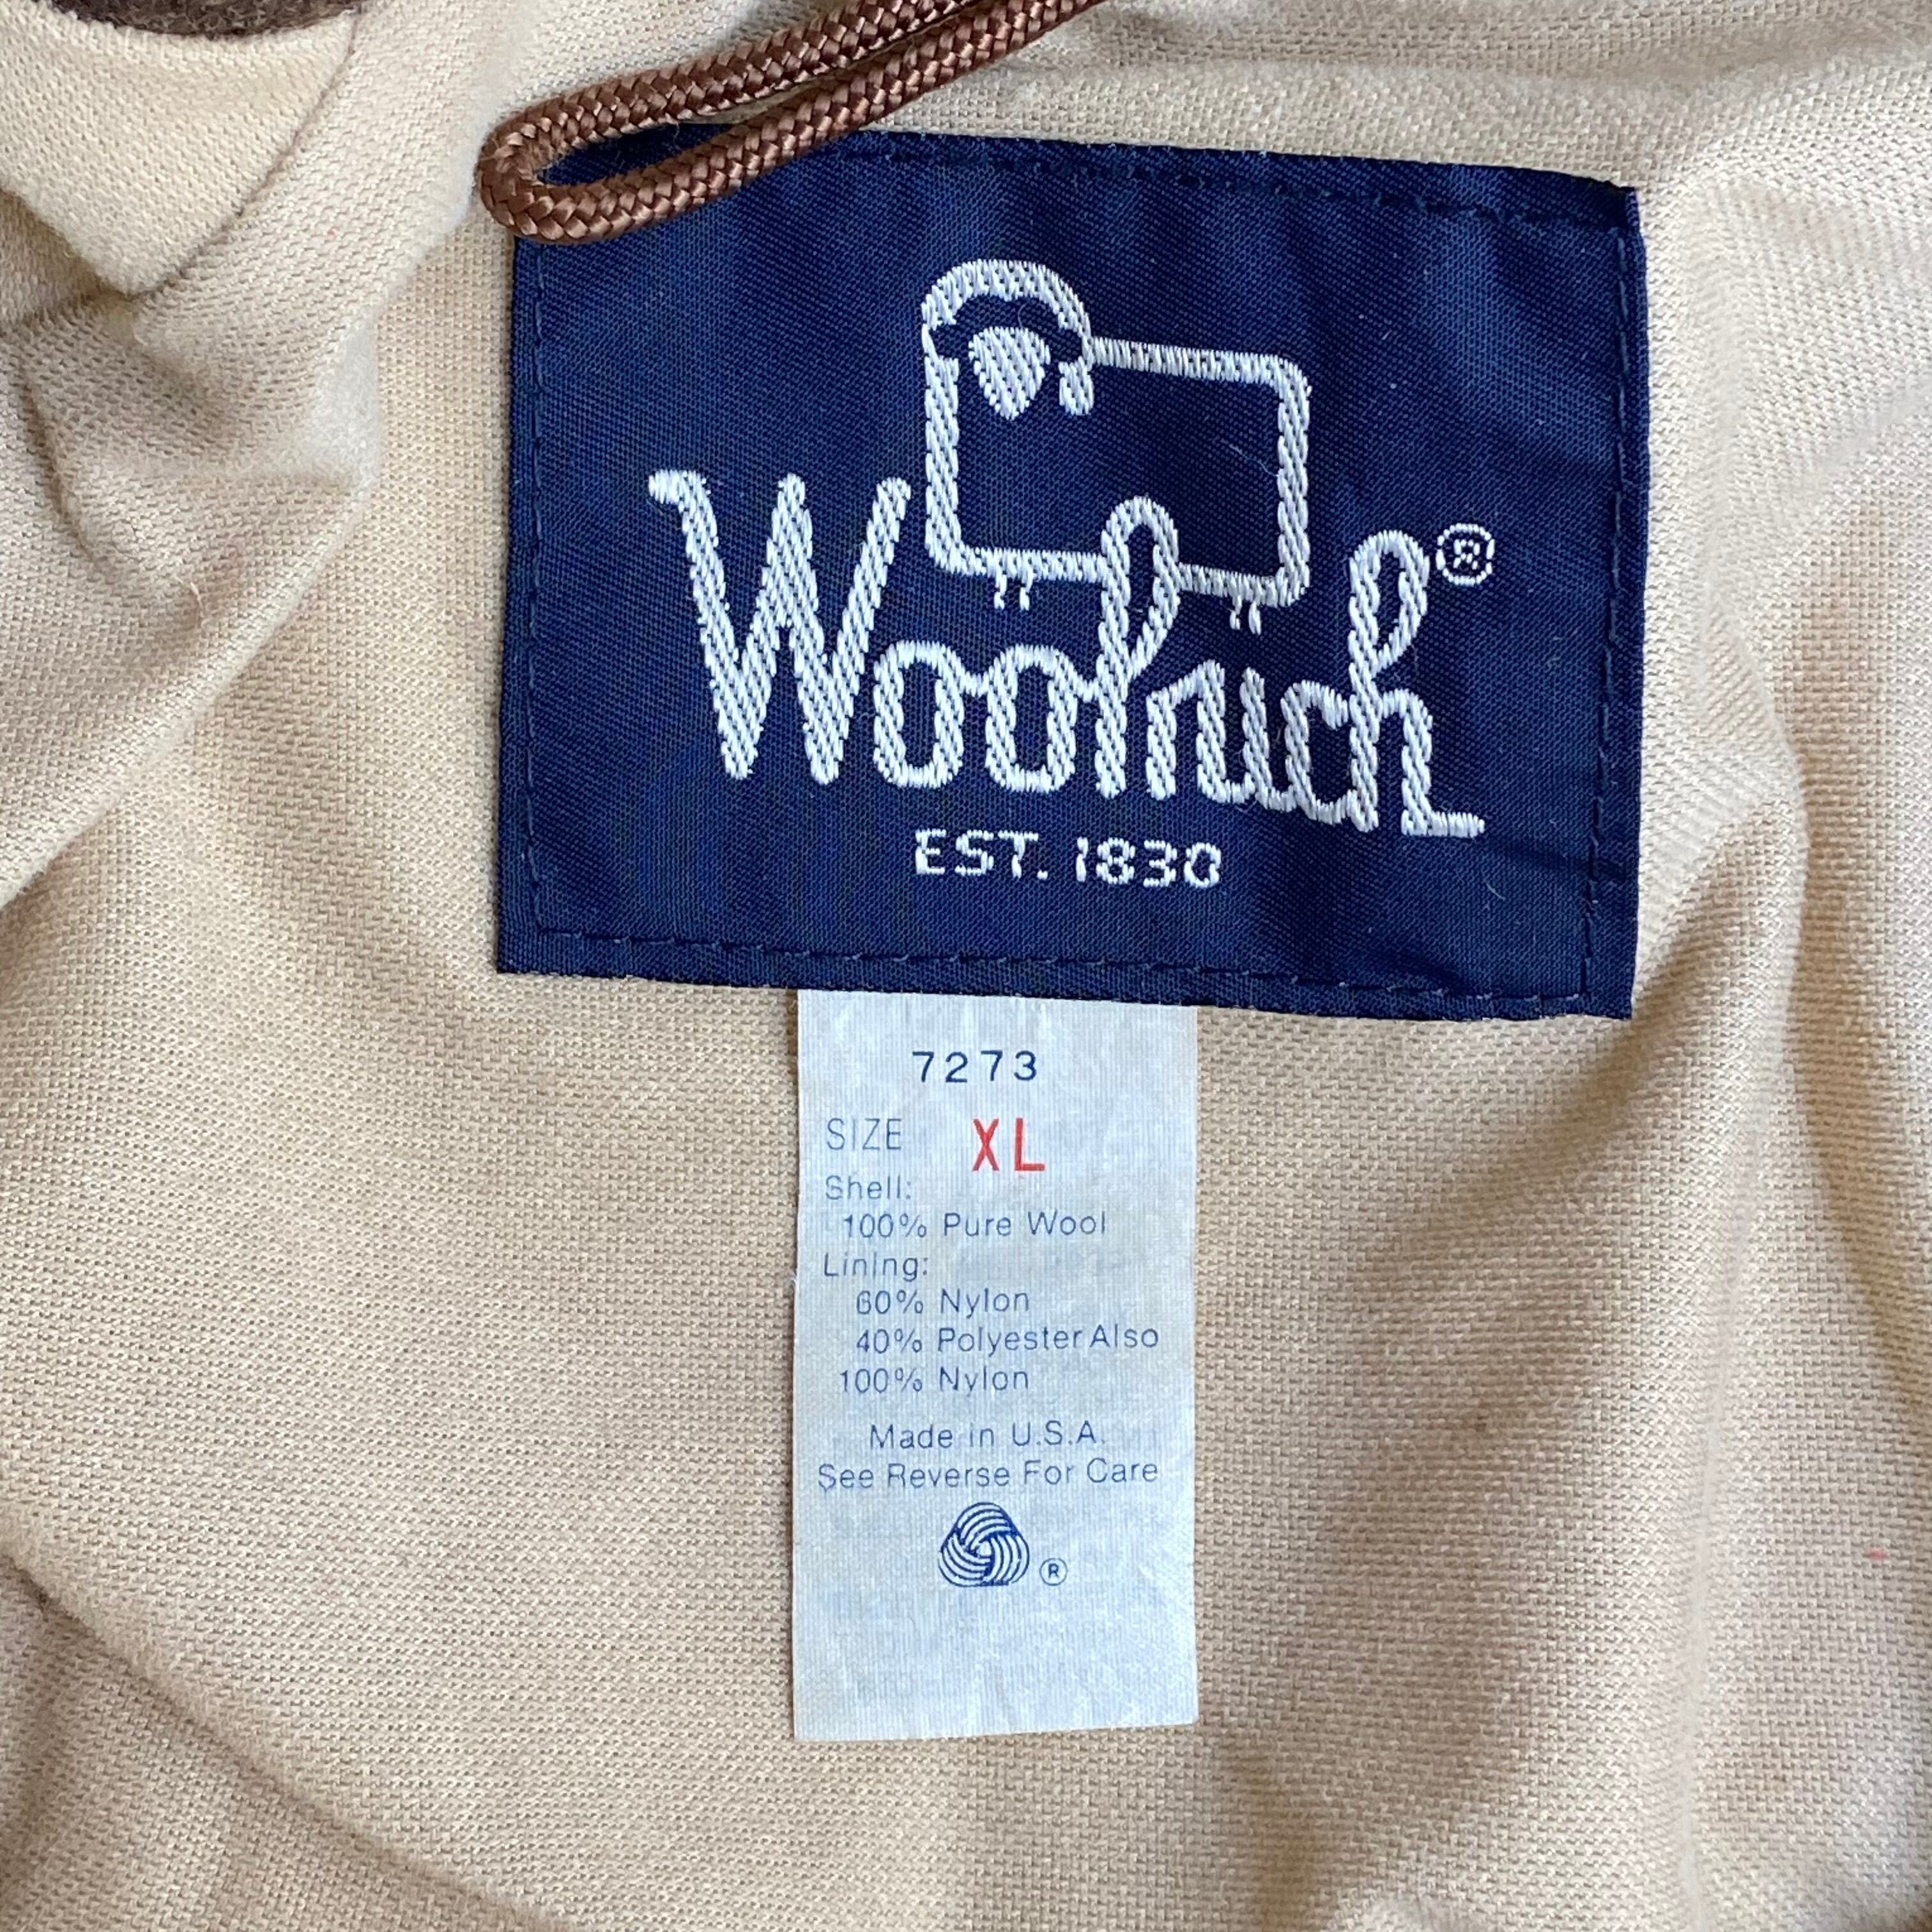 Woolrich®
EST. 1830
7273
SIZE XL
Shell:
100% Pure Wool
Lining:
60% Nylon
40% Polyester Also
100% Nylon
Made in U.S.A.
See Reverse For Care
®